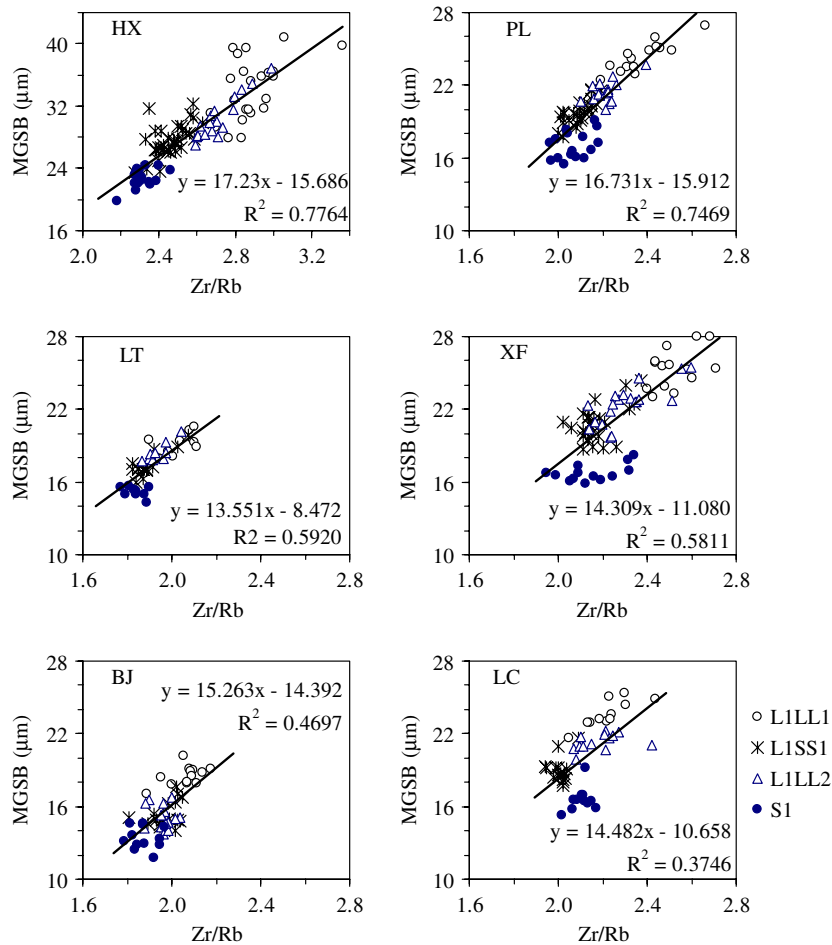 HX
MGSB (µm)
40
32
24
16
y = 17.23x - 15.686
R² = 0.7764
2.0 2.4 2.8 3.2
Zr/Rb
PL
MGSB (µm)
28
22
16
10
y = 16.731x - 15.912
R² = 0.7469
1.6 2.0 2.4 2.8
Zr/Rb
LT
MGSB (µm)
28
22
16
10
y = 13.551x - 8.472
R2 = 0.5920
1.6 2.0 2.4 2.8
Zr/Rb
XF
MGSB (µm)
28
22
16
10
y = 14.309x - 11.080
R² = 0.5811
1.6 2.0 2.4 2.8
Zr/Rb
BJ
MGSB (µm)
28
22
16
10
y = 15.263x - 14.392
R² = 0.4697
1.6 2.0 2.4 2.8
Zr/Rb
LC
MGSB (µm)
28
22
16
10
y = 14.482x - 10.658
R² = 0.3746
1.6 2.0 2.4 2.8
Zr/Rb
L1LL1
L1SS1
L1LL2
S1